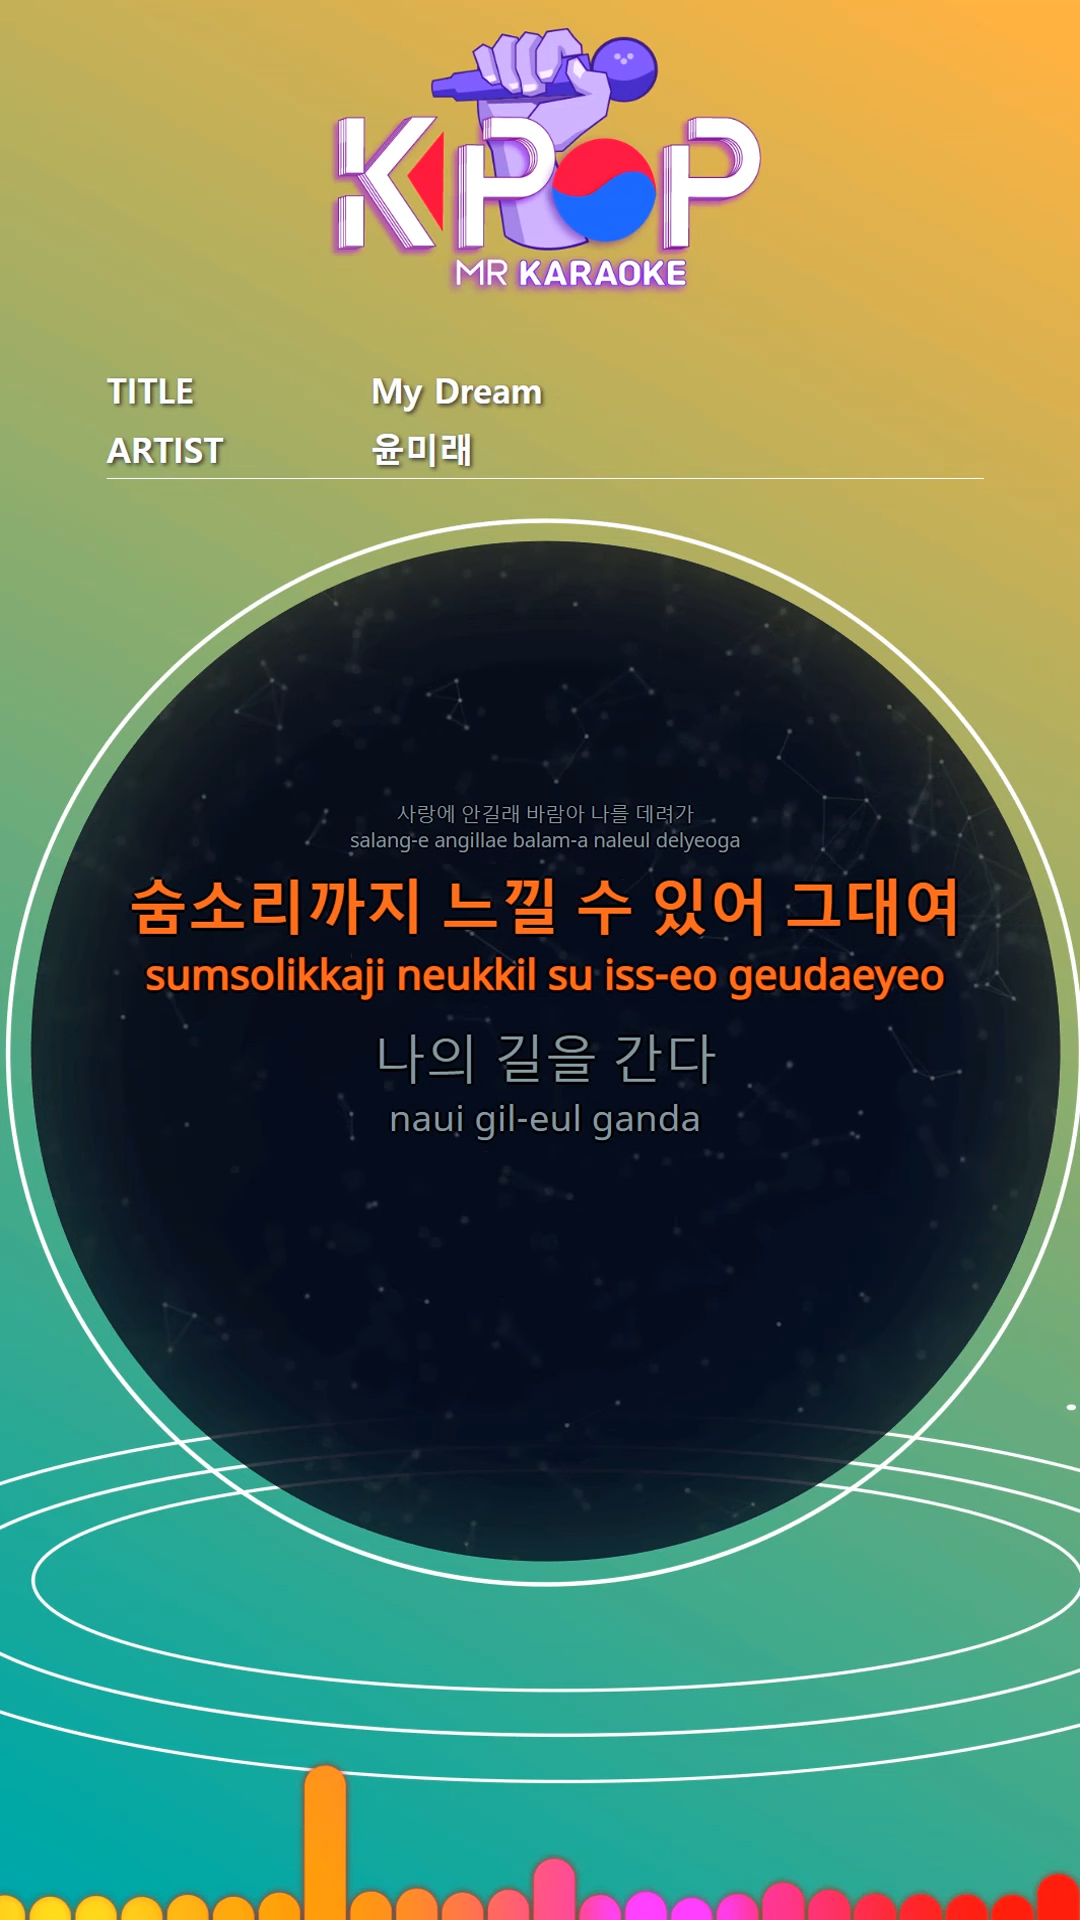 KPOP
MR KARAOKE
TITLE My Dream
ARTIST 윤미래
사랑에 안길래 바람아 나를 데려가
salang-e angillae balam-a naleul delyeoga
숨소리까지 느낄 수 있어 그대여
sumsolikkaji neukkil su iss-eo geudaeyeo
나의 길을 간다
naui gil-eul ganda